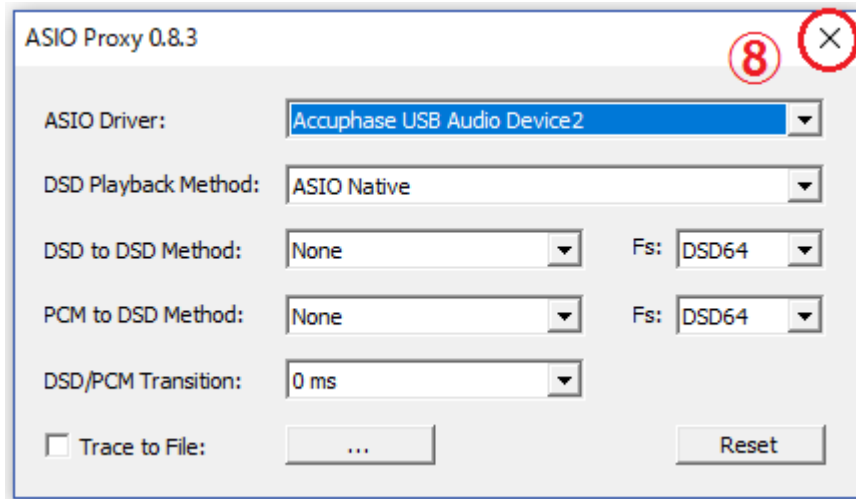 ASIO Proxy 0.8.3
⑧
ASIO Driver: Accuphase USB Audio Device2
DSD Playback Method: ASIO Native
DSD to DSD Method: None Fs: DSD64
PCM to DSD Method: None Fs: DSD64
DSD/PCM Transition: 0 ms
Trace to File: ... Reset